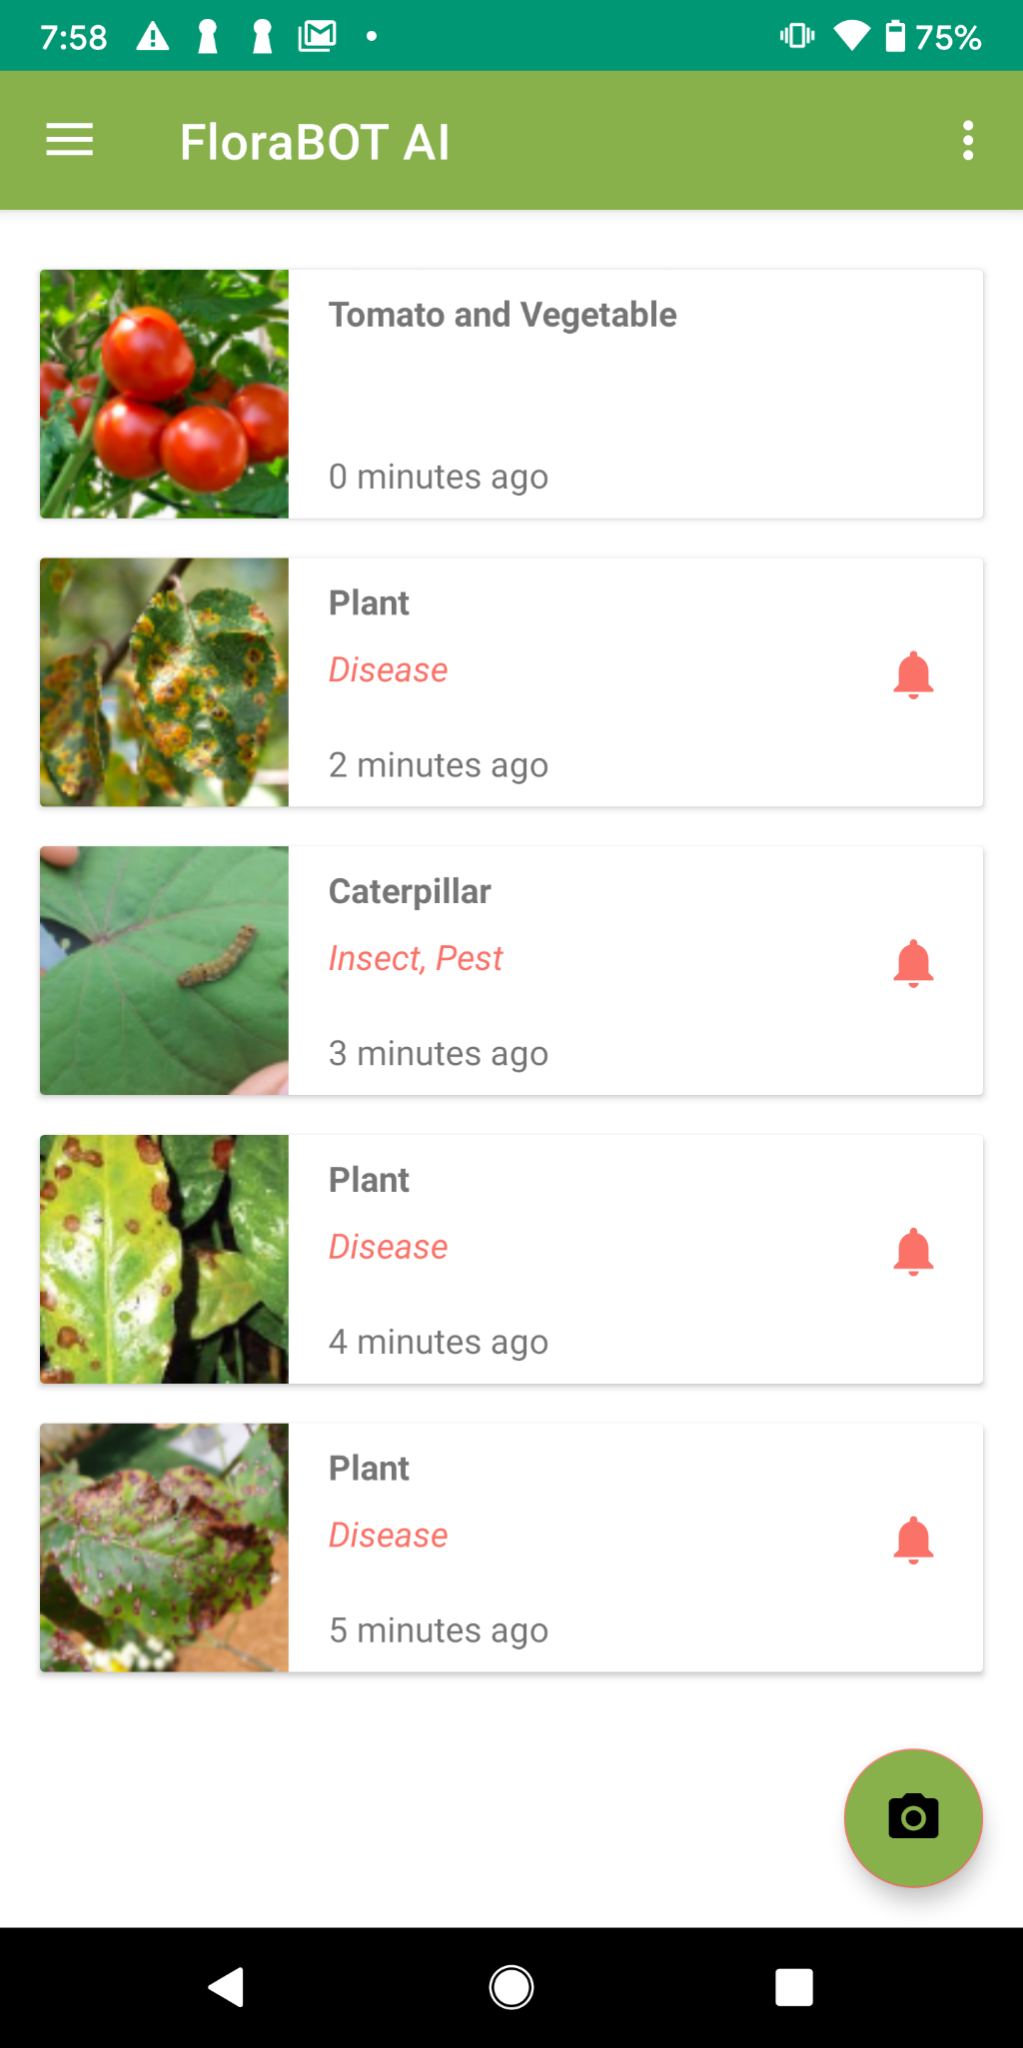 7:58
75%
FloraBOT AI
Tomato and Vegetable
0 minutes ago
Plant
Disease
2 minutes ago
Caterpillar
Insect, Pest
3 minutes ago
Plant
Disease
4 minutes ago
Plant
Disease
5 minutes ago